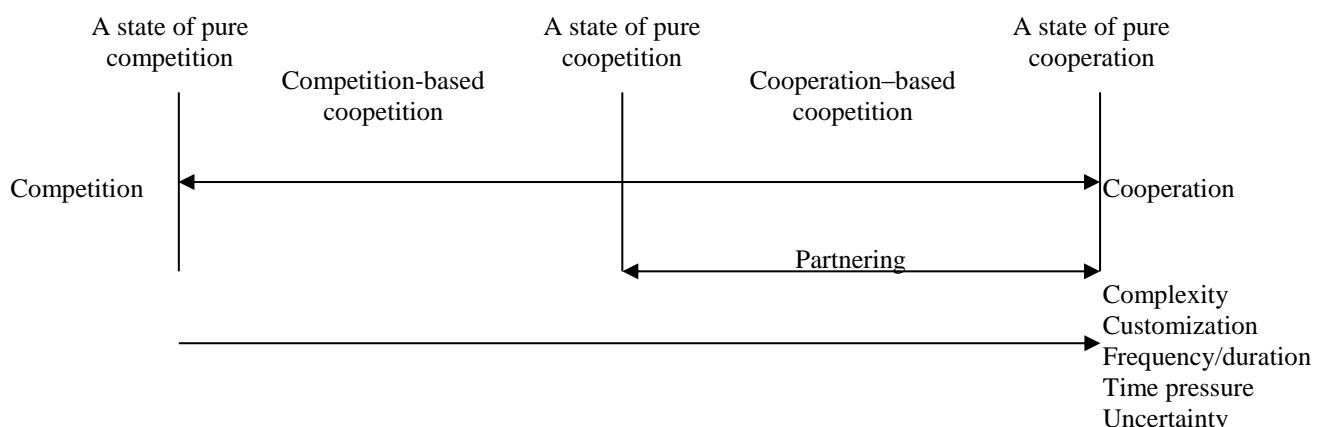 A state of pure
competition
A state of pure
coopetition
A state of pure
cooperation
Competition-based
coopetition
Cooperation–based
coopetition
Competition
Cooperation
Partnering
Complexity
Customization
Frequency/duration
Time pressure
Uncertainty